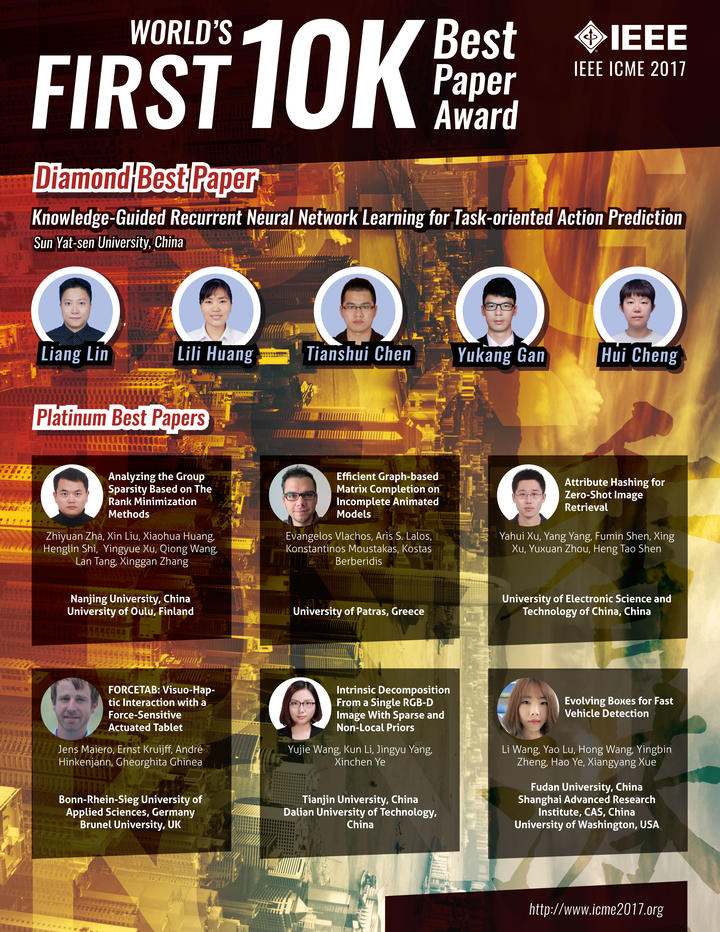 WORLD'S
FIRST 10K
Best
Paper
Award
IEEE
IEEE ICME 2017
Diamond Best Paper
Knowledge-Guided Recurrent Neural Network Learning for Task-oriented Action Prediction
Sun Yat-sen University, China
Liang Lin
Lili Huang
Tianshui Chen
Yukang Gan
Hui Cheng
Platinum Best Papers
Analyzing the Group
Sparsity Based on The
Rank Minimization
Methods
Zhiyuan Zha, Xin Liu, Xiaohua Huang,
Henglin Shi, Yingyue Xu, Qiong Wang,
Lan Tang, Xinggan Zhang
Nanjing University, China
University of Oulu, Finland
Efficient Graph-based
Matrix Completion on
Incomplete Animated
Models
Evangelos Vlachos, Aris S. Lalos,
Konstantinos Moustakas, Kostas
Berberidis
University of Patras, Greece
Attribute Hashing for
Zero-Shot Image
Retrieval
Yahui Xu, Yang Yang, Fumin Shen, Xing
Xu, Yuxuan Zhou, Heng Tao Shen
University of Electronic Science and
Technology of China, China
FORCETAB: Visuo-Hap-
tic Interaction with a
Force-Sensitive
Actuated Tablet
Jens Maiero, Ernst Kruijff, André
Hinkenjann, Gheorghita Ghinea
Bonn-Rhein-Sieg University of
Applied Sciences, Germany
Brunel University, UK
Intrinsic Decomposition
From a Single RGB-D
Image With Sparse and
Non-Local Priors
Yujie Wang, Kun Li, Jingyu Yang,
Xinchen Ye
Tianjin University, China
Dalian University of Technology,
China
Evolving Boxes for Fast
Vehicle Detection
Li Wang, Yao Lu, Hong Wang, Yingbin
Zheng, Hao Ye, Xiangyang Xue
Fudan University, China
Shanghai Advanced Research
Institute, CAS, China
University of Washington, USA
http://www.icme2017.org